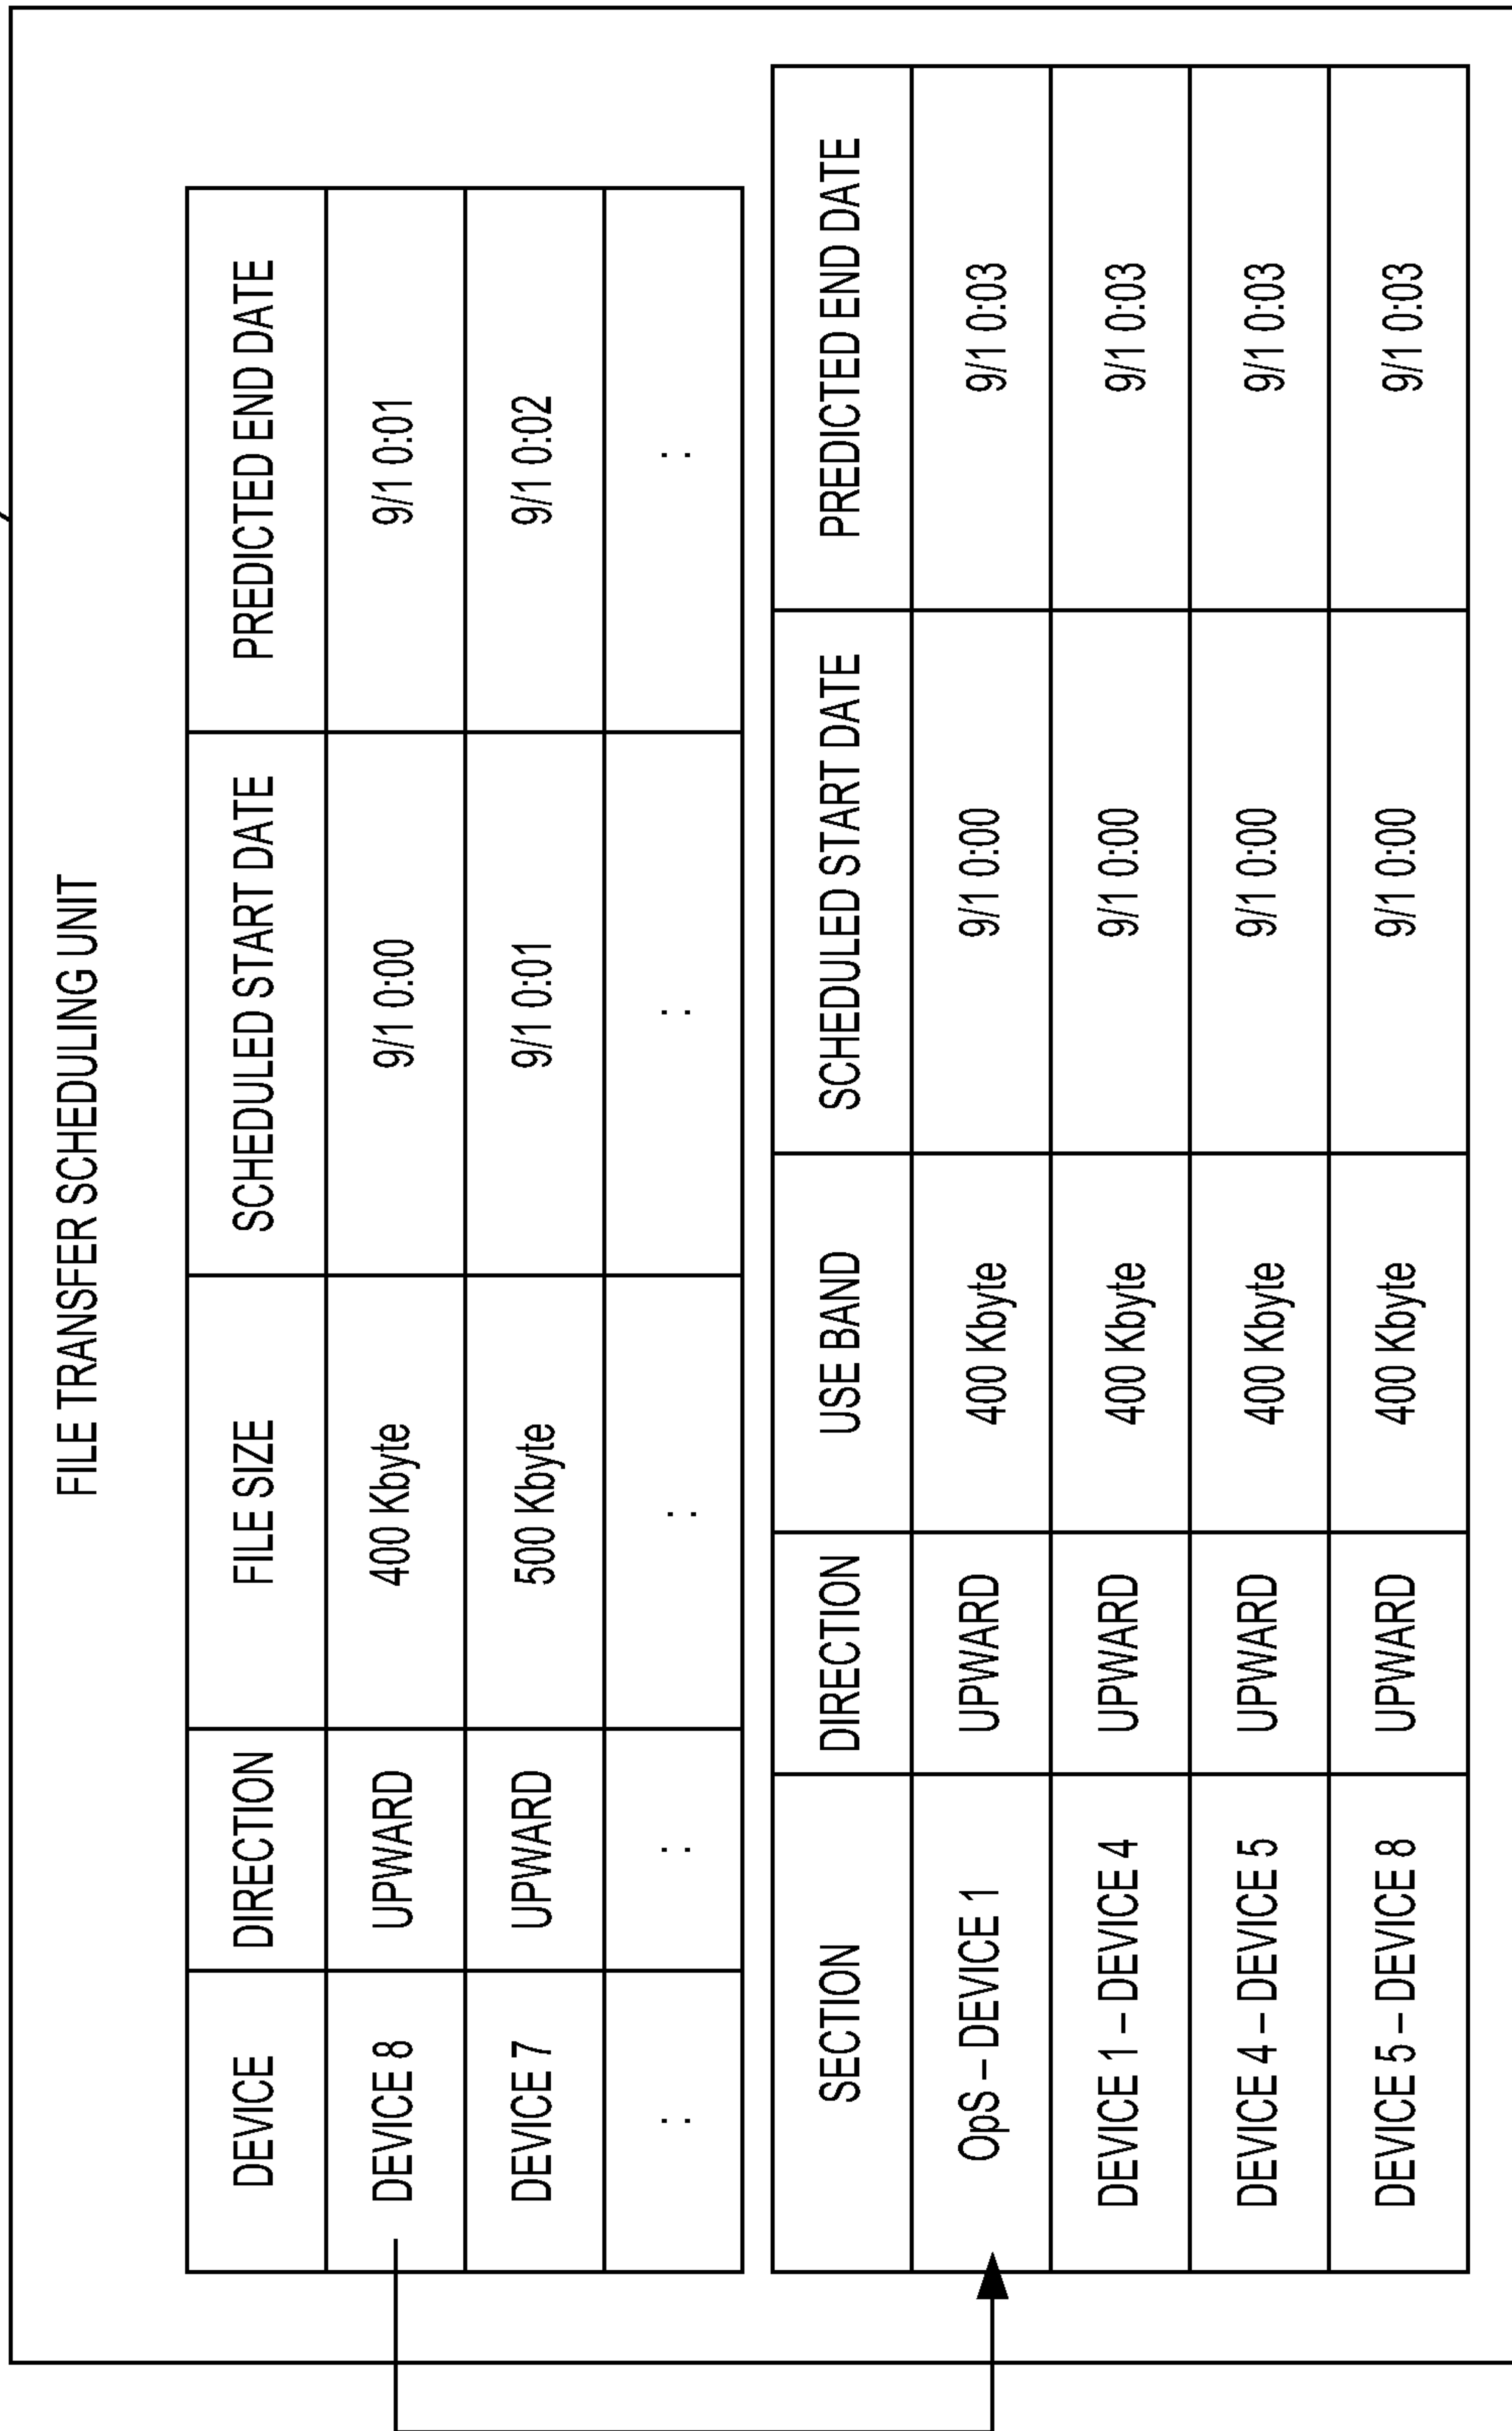 FILE TRANSFER SCHEDULING UNIT
DEVICE DIRECTION FILE SIZE SCHEDULED START DATE PREDICTED END DATE
DEVICE 8 UPWARD 400 Kbyte 9/1 0:00 9/1 0:01
DEVICE 7 UPWARD 500 Kbyte 9/1 0:01 9/1 0:02
: : : : :
SECTION DIRECTION USE BAND SCHEDULED START DATE PREDICTED END DATE
OpS – DEVICE 1 UPWARD 400 Kbyte 9/1 0:00 9/1 0:03
DEVICE 1 – DEVICE 4 UPWARD 400 Kbyte 9/1 0:00 9/1 0:03
DEVICE 4 – DEVICE 5 UPWARD 400 Kbyte 9/1 0:00 9/1 0:03
DEVICE 5 – DEVICE 8 UPWARD 400 Kbyte 9/1 0:00 9/1 0:03